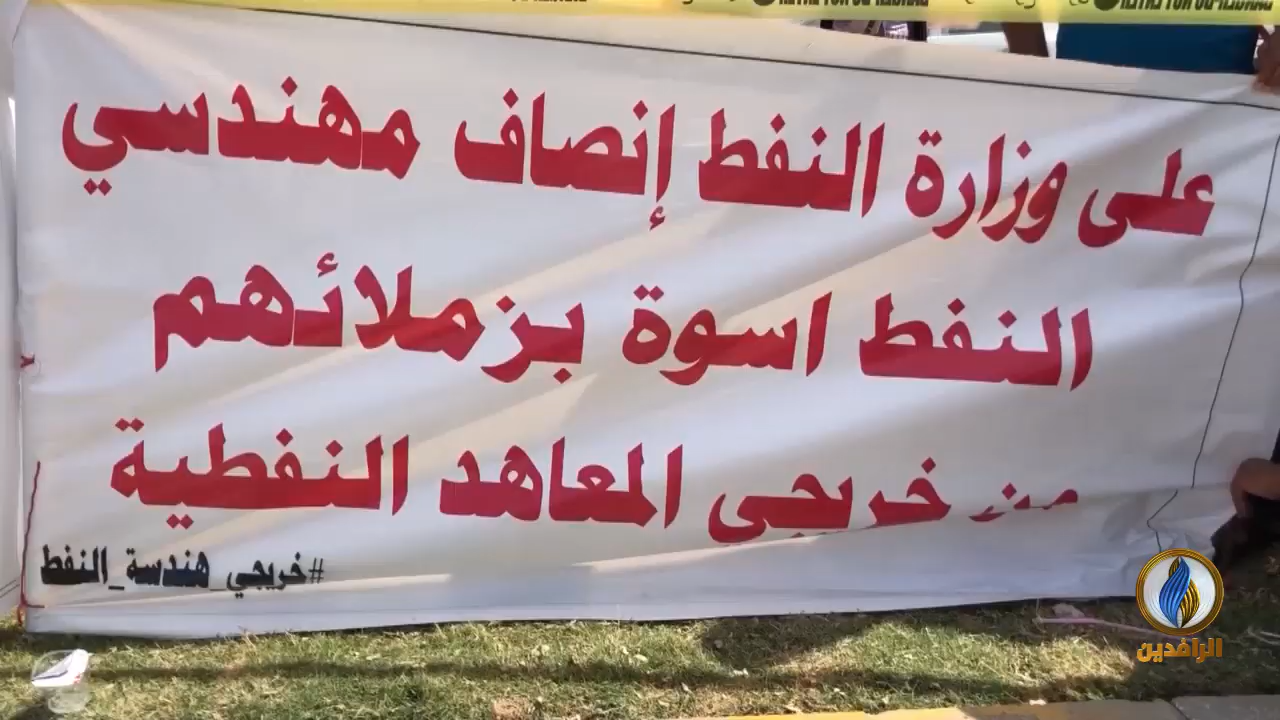 على وزارة النفط إنصاف مهندسي
النفط اسوة بزملائهم
من خريجي المعاهد النفطية
#خريجي_هندسة_النفط
الرافدين